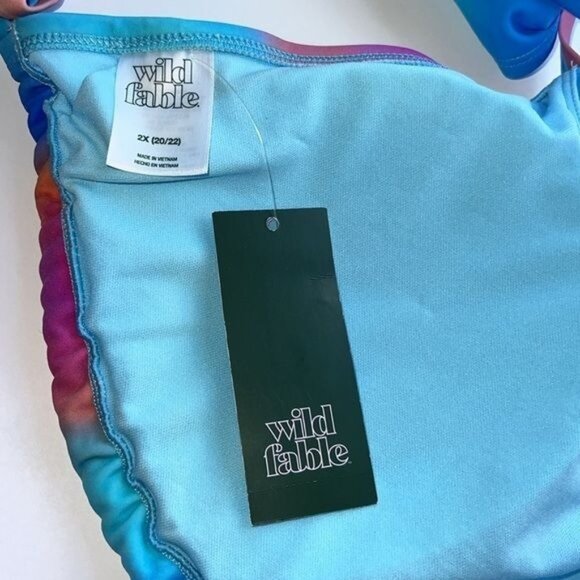 wild
fable.
2X (20/22)
MADE IN VIETNAM
HECHO EN VIETNAM
wild
fable